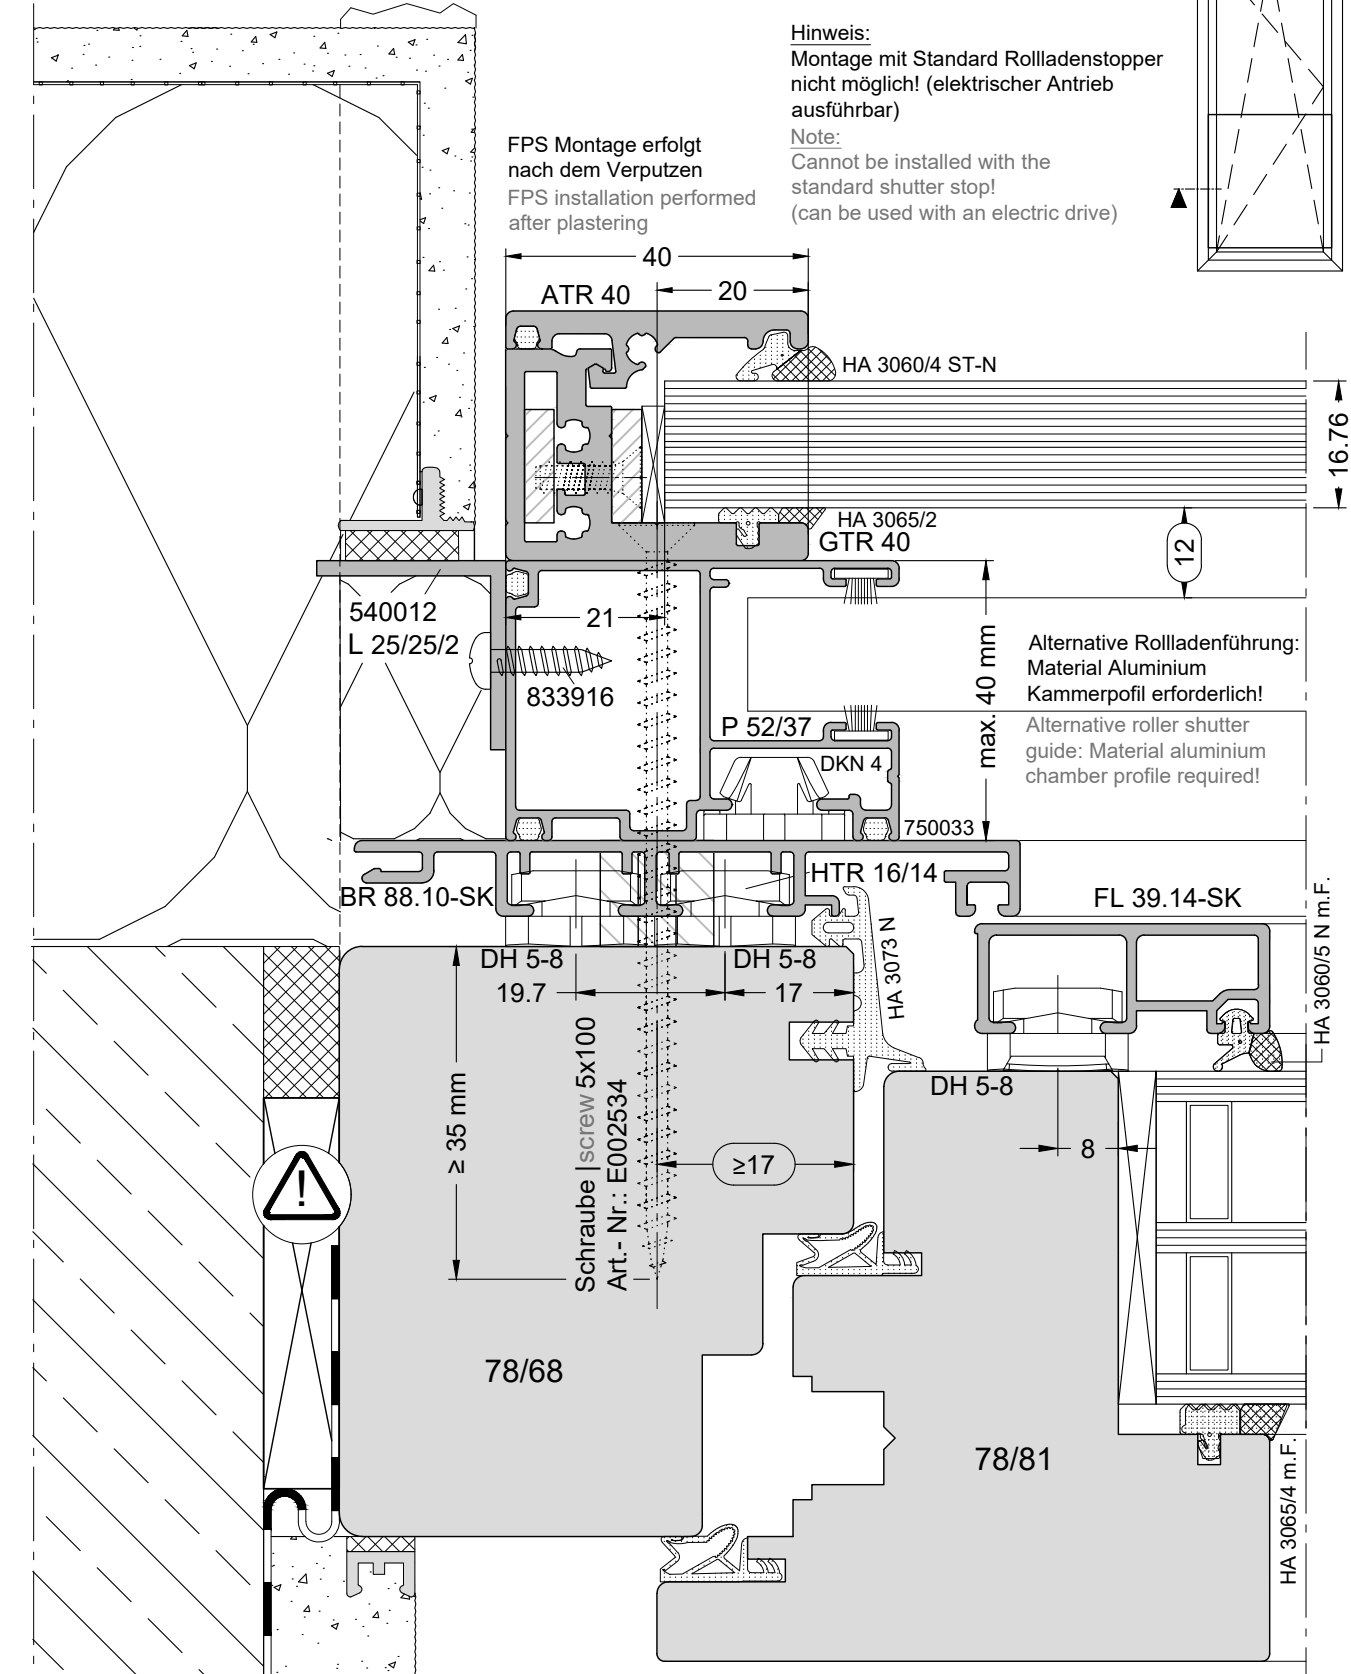 Hinweis:
Montage mit Standard Rollladenstopper
nicht möglich! (elektrischer Antrieb
ausführbar)
Note:
Cannot be installed with the
standard shutter stop!
(can be used with an electric drive)
FPS Montage erfolgt
nach dem Verputzen
FPS installation performed
after plastering
40
ATR 40
20
HA 3060/4 ST-N
16.76
HA 3065/2
GTR 40
12
540012
L 25/25/2
21
833916
P 52/37
DKN 4
max. 40 mm
Alternative Rollladenführung:
Material Aluminium
Kammerpofil erforderlich!
Alternative roller shutter
guide: Material aluminium
chamber profile required!
750033
BR 88.10-SK
HTR 16/14
FL 39.14-SK
HA 3060/5 N m.F.
DH 5-8
DH 5-8
19.7
17
HA 3073 N
DH 5-8
≥ 35 mm
Schraube |screw 5x100
Art.- Nr.: E002534
≥17
8
!
78/68
78/81
HA 3065/4 m.F.